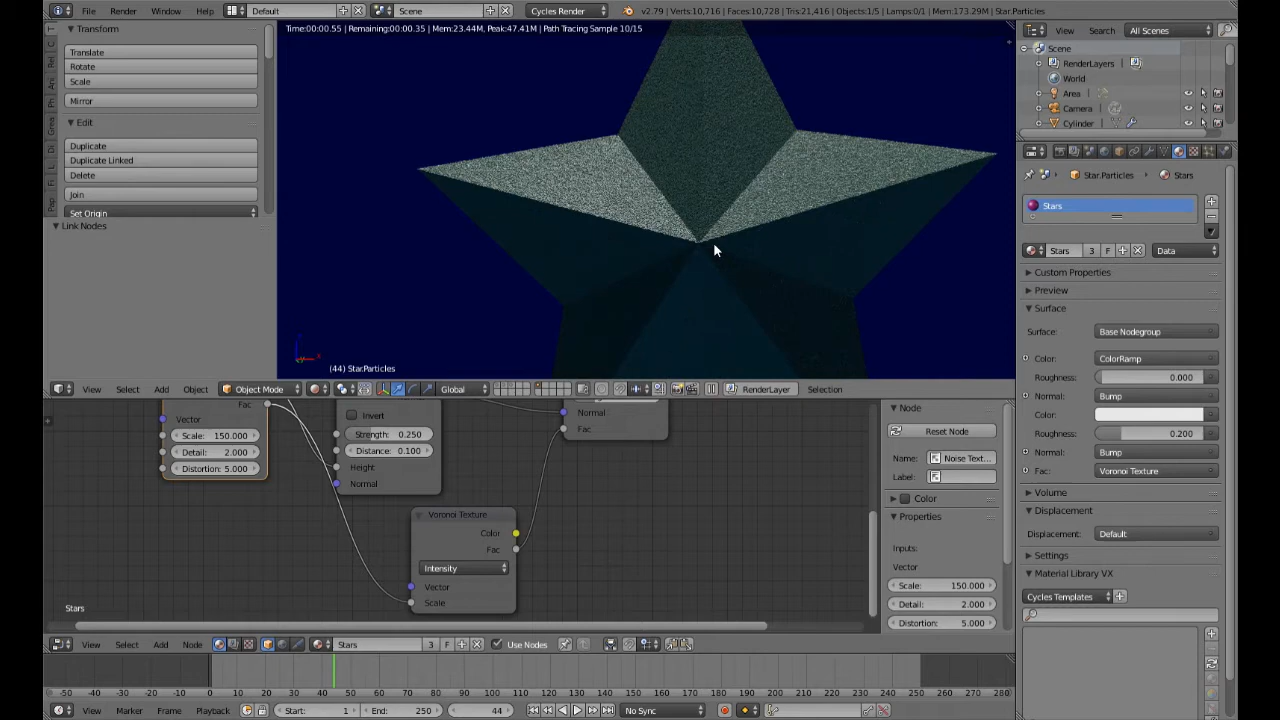 File Render Window Help Default Scene Cycles Render v2.79 | Verts:10,716 | Faces:10,728 | Tris:21,416 | Objects:1/5 | Lamps:0/1 | Mem:173.29M | Star.Particles
Time:00:00.55 | Remaining:00:00.35 | Mem:23.44M, Peak:47.41M | Path Tracing Sample 10/15
Transform
Translate
Rotate
Scale
Mirror
Edit
Duplicate
Duplicate Linked
Delete
Join
Set Origin
Link Nodes
(44) Star.Particles
View Select Add Object Object Mode Global RenderLayer Selection
View Search All Scenes
Scene
RenderLayers
World
Area
Camera
Cylinder
Star.Particles Stars
Stars
Stars 3 F Data
Custom Properties
Preview
Surface
Surface: Base Nodegroup
Color: ColorRamp
Roughness: 0.000
Normal: Bump
Color:
Roughness: 0.200
Normal: Bump
Fac: Voronoi Texture
Volume
Displacement
Displacement: Default
Settings
Material Library VX
Cycles Templates
Fac
Vector
Scale: 150.000
Detail: 2.000
Distortion: 5.000
Invert
Strength: 0.250
Distance: 0.100
Height
Normal
Normal
Fac
Voronoi Texture
Color
Fac
Intensity
Vector
Scale
Stars
Node
Reset Node
Name: Noise Text...
Label:
Color
Properties
Inputs:
Vector
Scale: 150.000
Detail: 2.000
Distortion: 5.000
View Select Add Node Stars 3 F Use Nodes
-50 -40 -30 -20 -10 0 10 20 30 40 50 60 70 80 90 100 110 120 130 140 150 160 170 180 190 200 210 220 230 240 250 260 270 280
View Marker Frame Playback Start: 1 End: 250 44 No Sync